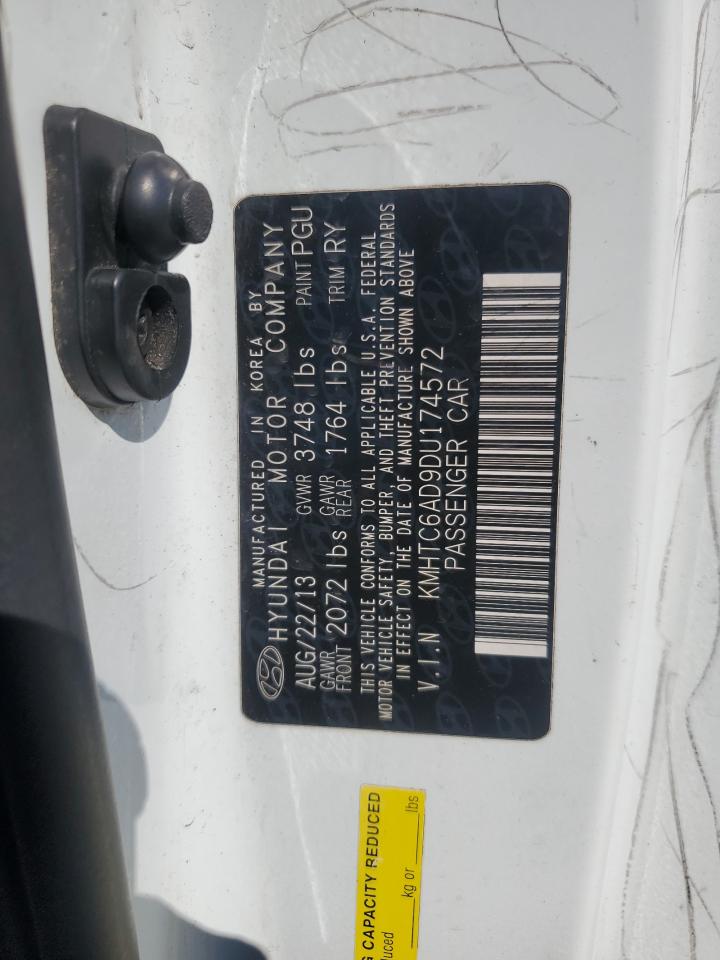 MANUFACTURED IN KOREA BY
HYUNDAI MOTOR COMPANY
AUG/22/13 GVWR 3748 lbs PAINT PGU
GAWR FRONT 2072 lbs GAWR REAR 1764 lbs TRIM RY
THIS VEHICLE CONFORMS TO ALL APPLICABLE U.S.A. FEDERAL
MOTOR VEHICLE SAFETY, BUMPER, AND THEFT PREVENTION STANDARDS
IN EFFECT ON THE DATE OF MANUFACTURE SHOWN ABOVE
V.I.N KMHTC6AD9DU174572
PASSENGER CAR
CAPACITY REDUCED
kg or lbs